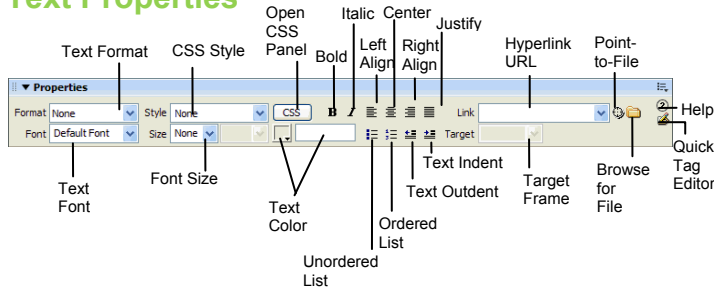 Text Properties
Open CSS Panel
Italic
Center
Justify
Text Format
CSS Style
Bold
Left Align
Right Align
Hyperlink URL
Point-to-File
Properties
Format None
Style None
CSS
B I
Link
Help
Font Default Font
Size None
Target
Quick Tag Editor
Text Font
Font Size
Text Color
Text Indent
Text Outdent
Target Frame
Browse for File
Ordered List
Unordered List